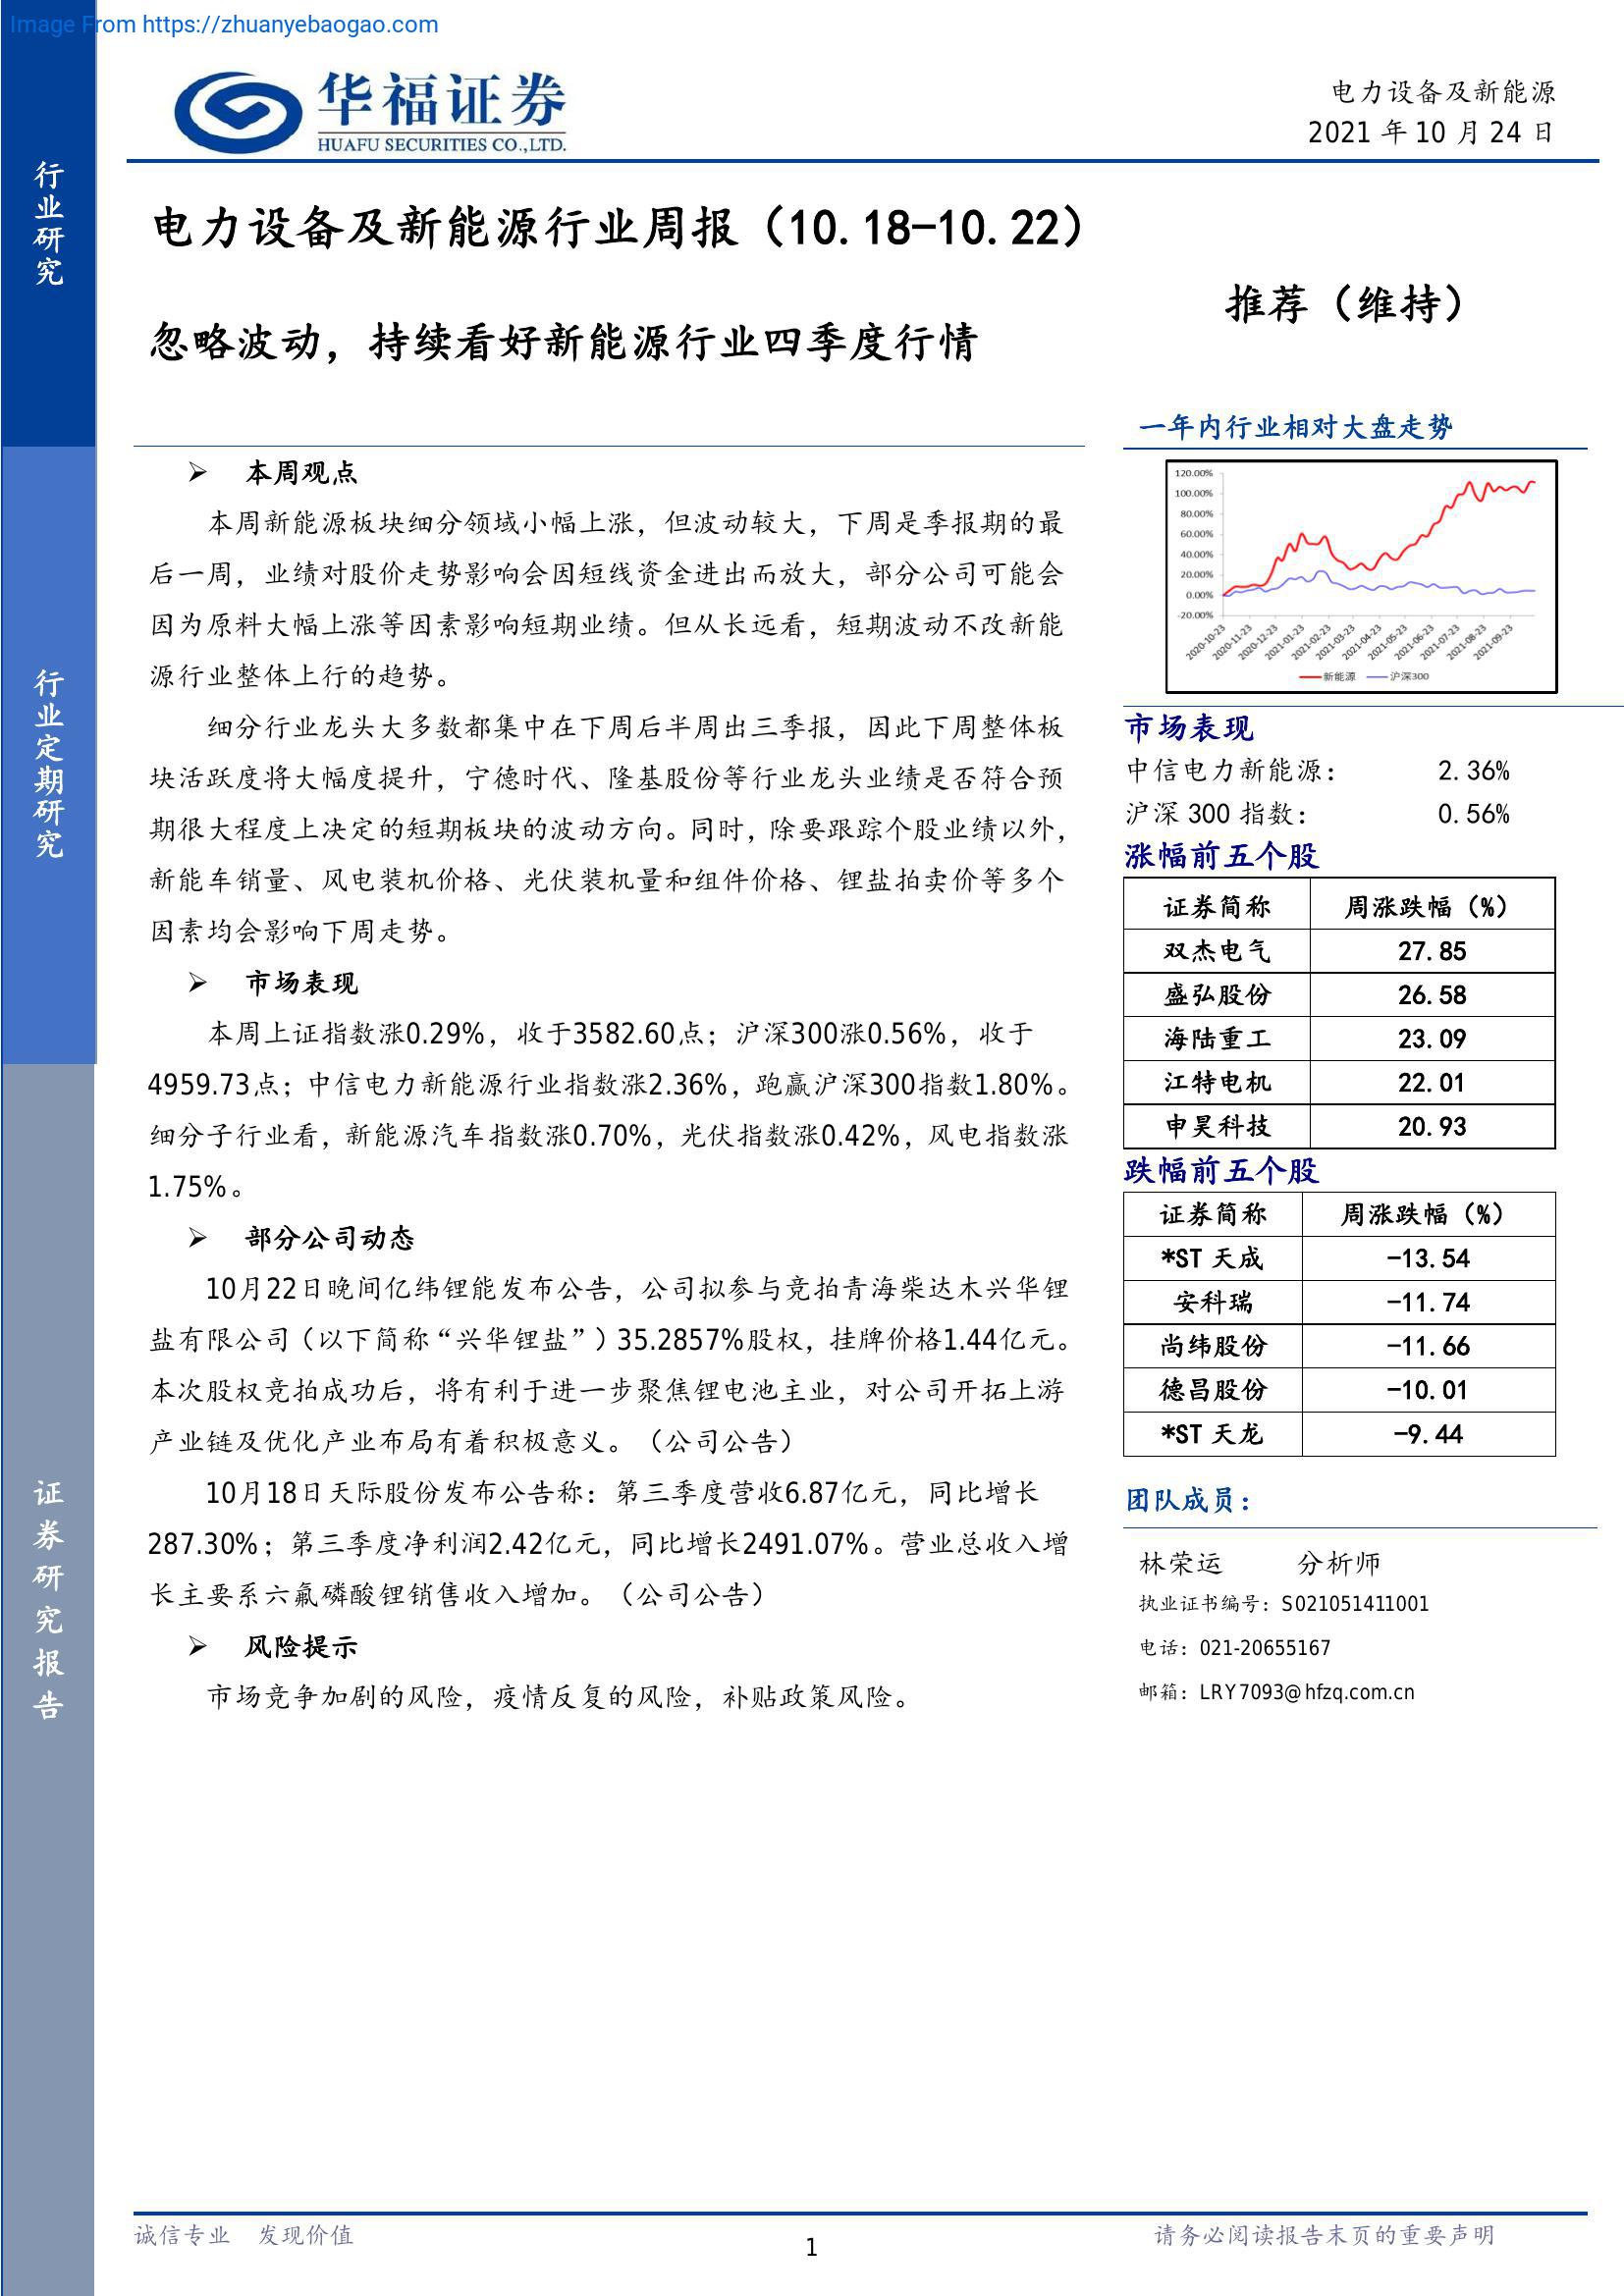 Image From https://zhuanyebaogao.com
华福证券
HUAFU SECURITIES CO.,LTD.
电力设备及新能源
2021 年 10 月 24 日
行业研究
行业定期研究
证券研究报告
电力设备及新能源行业周报（10.18-10.22）
忽略波动，持续看好新能源行业四季度行情
推荐（维持）
➢ 本周观点
本周新能源板块细分领域小幅上涨，但波动较大，下周是季报期的最
后一周，业绩对股价走势影响会因短线资金进出而放大，部分公司可能会
因为原料大幅上涨等因素影响短期业绩。但从长远看，短期波动不改新能
源行业整体上行的趋势。
细分行业龙头大多数都集中在下周后半周出三季报，因此下周整体板
块活跃度将大幅度提升，宁德时代、隆基股份等行业龙头业绩是否符合预
期很大程度上决定的短期板块的波动方向。同时，除要跟踪个股业绩以外，
新能车销量、风电装机价格、光伏装机量和组件价格、锂盐拍卖价等多个
因素均会影响下周走势。
➢ 市场表现
本周上证指数涨0.29%，收于3582.60点；沪深300涨0.56%，收于
4959.73点；中信电力新能源行业指数涨2.36%，跑赢沪深300指数1.80%。
细分子行业看，新能源汽车指数涨0.70%，光伏指数涨0.42%，风电指数涨
1.75%。
➢ 部分公司动态
10月22日晚间亿纬锂能发布公告，公司拟参与竞拍青海柴达木兴华锂
盐有限公司（以下简称“兴华锂盐”）35.2857%股权，挂牌价格1.44亿元。
本次股权竞拍成功后，将有利于进一步聚焦锂电池主业，对公司开拓上游
产业链及优化产业布局有着积极意义。（公司公告）
10月18日天际股份发布公告称：第三季度营收6.87亿元，同比增长
287.30%；第三季度净利润2.42亿元，同比增长2491.07%。营业总收入增
长主要系六氟磷酸锂销售收入增加。（公司公告）
➢ 风险提示
市场竞争加剧的风险，疫情反复的风险，补贴政策风险。
一年内行业相对大盘走势
120.00%
100.00%
80.00%
60.00%
40.00%
20.00%
0.00%
-20.00%
2020-10-23
2020-11-23
2020-12-23
2021-01-23
2021-02-23
2021-03-23
2021-04-23
2021-05-23
2021-06-23
2021-07-23
2021-08-23
2021-09-23
新能源 沪深300
市场表现
中信电力新能源： 2.36%
沪深 300 指数： 0.56%
涨幅前五个股
证券简称 周涨跌幅（%）
双杰电气 27.85
盛弘股份 26.58
海陆重工 23.09
江特电机 22.01
申昊科技 20.93
跌幅前五个股
证券简称 周涨跌幅（%）
*ST 天成 -13.54
安科瑞 -11.74
尚纬股份 -11.66
德昌股份 -10.01
*ST 天龙 -9.44
团队成员：
林荣运 分析师
执业证书编号：S021051411001
电话：021-20655167
邮箱：LRY7093@hfzq.com.cn
诚信专业 发现价值
1
请务必阅读报告末页的重要声明